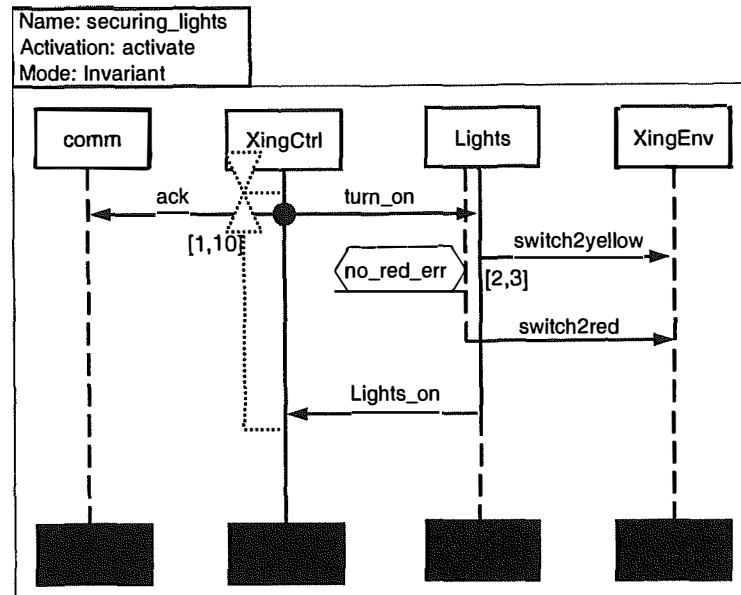 Name: securing_lights
Activation: activate
Mode: Invariant
comm
XingCtrl
Lights
XingEnv
ack
turn_on
[1,10]
switch2yellow
no_red_err
[2,3]
switch2red
Lights_on